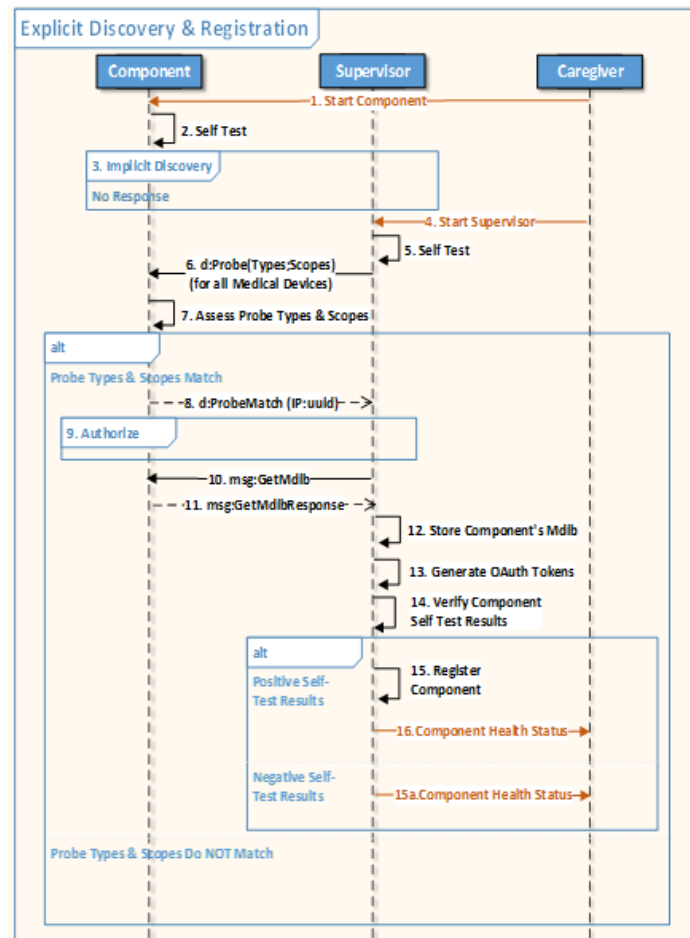 Explicit Discovery & Registration
Component
Supervisor
Caregiver
1. Start Component
2. Self Test
3. Implicit Discovery
No Response
4. Start Supervisor
5. Self Test
6. d:Probe(Types;Scopes)
(for all Medical Devices)
7. Assess Probe Types & Scopes
alt
Probe Types & Scopes Match
8. d:ProbeMatch (IP:uuid)
9. Authorize
10. msg:GetMdib
11. msg:GetMdibResponse
12. Store Component's Mdib
13. Generate OAuth Tokens
14. Verify Component
Self Test Results
alt
Positive Self-
Test Results
15. Register
Component
16.Component Health Status
Negative Self-
Test Results
15a.Component Health Status
Probe Types & Scopes Do NOT Match